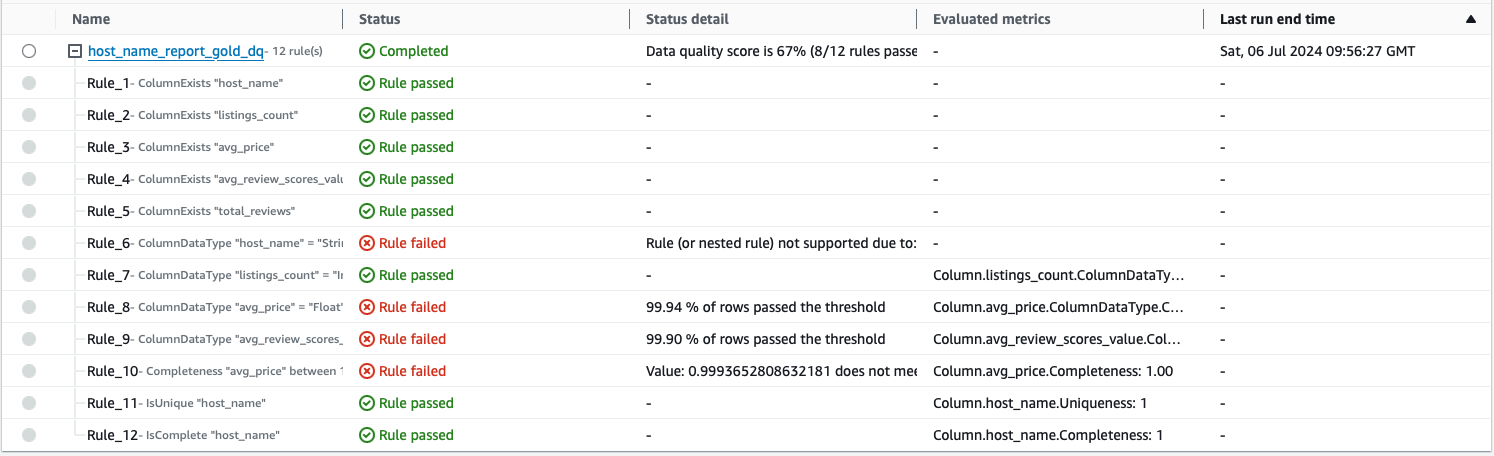 Name Status Status detail Evaluated metrics Last run end time
host_name_report_gold_dq - 12 rule(s) Completed Data quality score is 67% (8/12 rules passe - Sat, 06 Jul 2024 09:56:27 GMT
Rule_1 - ColumnExists "host_name" Rule passed - - -
Rule_2 - ColumnExists "listings_count" Rule passed - - -
Rule_3 - ColumnExists "avg_price" Rule passed - - -
Rule_4 - ColumnExists "avg_review_scores_valu Rule passed - - -
Rule_5 - ColumnExists "total_reviews" Rule passed - - -
Rule_6 - ColumnDataType "host_name" = "Strin Rule failed Rule (or nested rule) not supported due to: - -
Rule_7 - ColumnDataType "listings_count" = "In Rule passed - Column.listings_count.ColumnDataTy... -
Rule_8 - ColumnDataType "avg_price" = "Float" Rule failed 99.94 % of rows passed the threshold Column.avg_price.ColumnDataType.C... -
Rule_9 - ColumnDataType "avg_review_scores_ Rule failed 99.90 % of rows passed the threshold Column.avg_review_scores_value.Col... -
Rule_10 - Completeness "avg_price" between 1 Rule failed Value: 0.9993652808632181 does not mee Column.avg_price.Completeness: 1.00 -
Rule_11 - IsUnique "host_name" Rule passed - Column.host_name.Uniqueness: 1 -
Rule_12 - IsComplete "host_name" Rule passed - Column.host_name.Completeness: 1 -